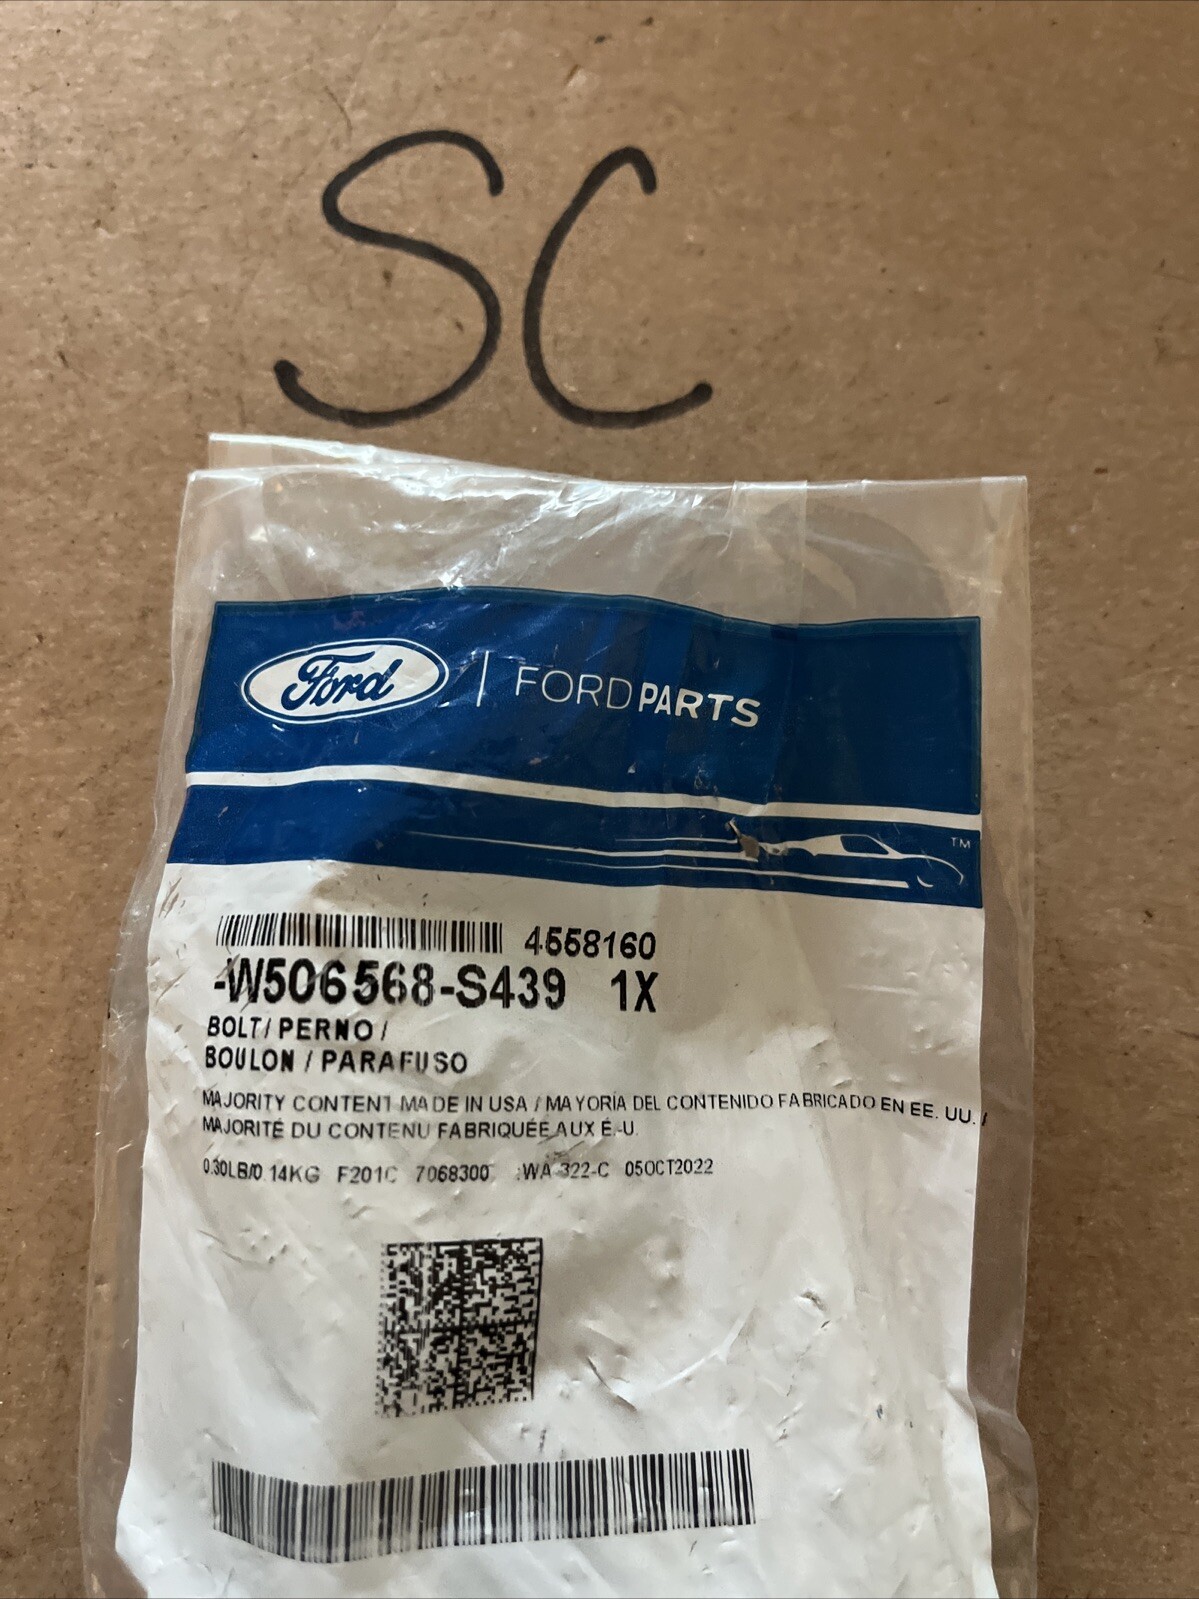 SC
Ford | FORDPARTS
TM
4558160
-W506568-S439 1X
BOLT / PERNO /
BOULON / PARAFUSO
MAJORITY CONTENT MADE IN USA / MAYORÍA DEL CONTENIDO FABRICADO EN EE. UU. /
MAJORITÉ DU CONTENU FABRIQUÉE AUX É.-U.
0.30LB/0.14KG F201C 7068300 :WA 322-C 05OCT2022